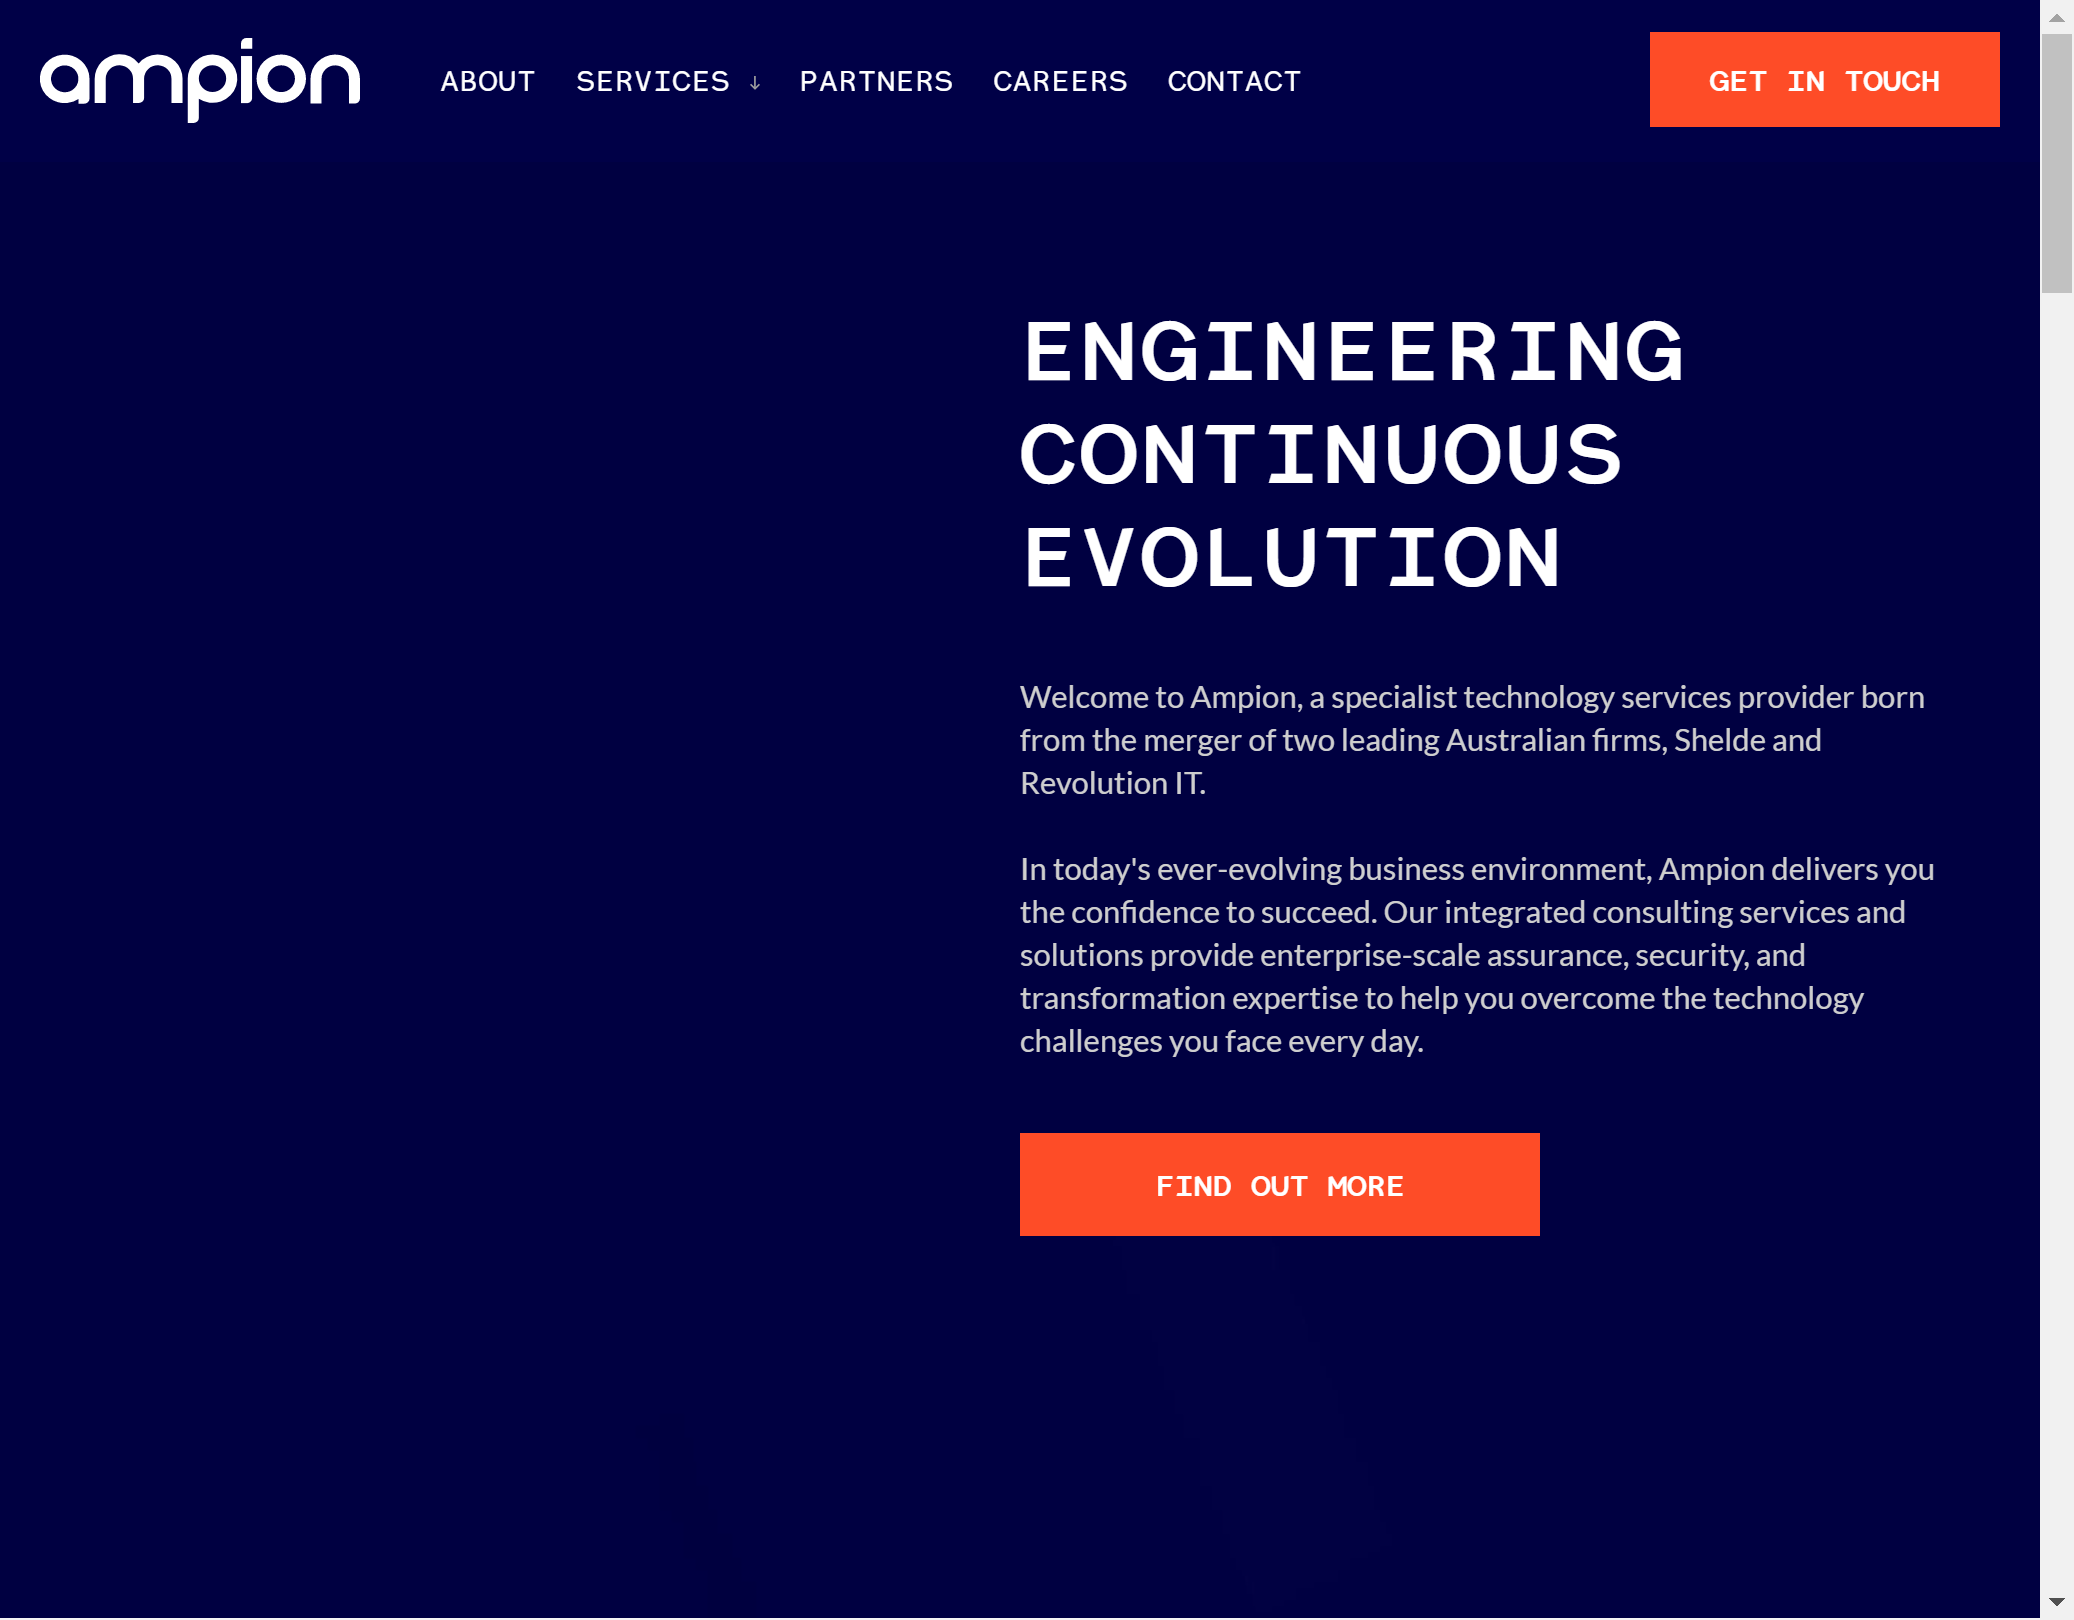 ampion
ABOUT SERVICES ↓ PARTNERS CAREERS CONTACT
GET IN TOUCH
ENGINEERING
CONTINUOUS
EVOLUTION
Welcome to Ampion, a specialist technology services provider born
from the merger of two leading Australian firms, Shelde and
Revolution IT.
In today's ever-evolving business environment, Ampion delivers you
the confidence to succeed. Our integrated consulting services and
solutions provide enterprise-scale assurance, security, and
transformation expertise to help you overcome the technology
challenges you face every day.
FIND OUT MORE